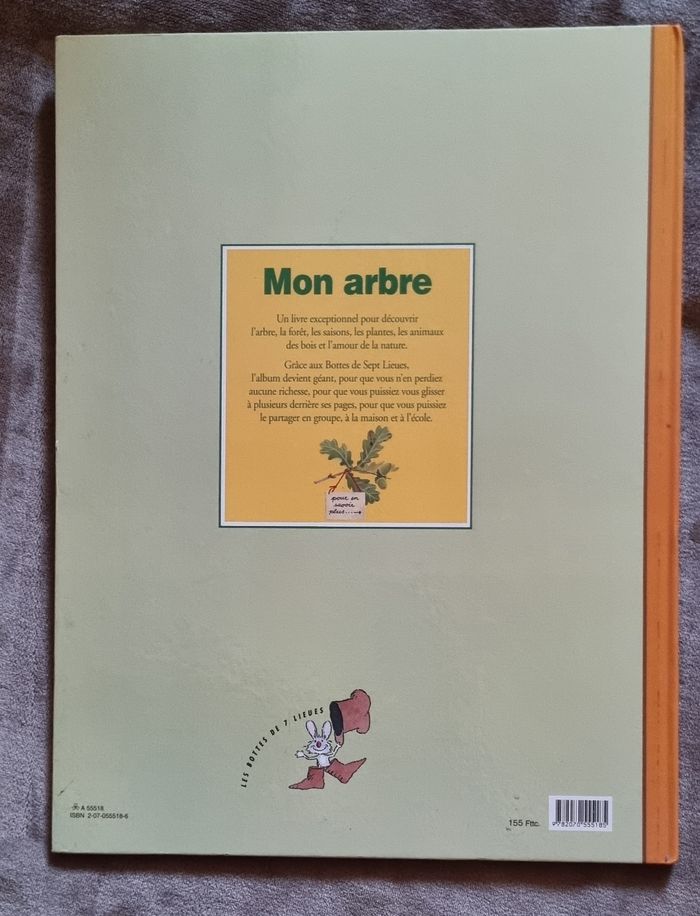 Mon arbre
Un livre exceptionnel pour découvrir
l'arbre, la forêt, les saisons, les plantes, les animaux
des bois et l'amour de la nature.
Grâce aux Bottes de Sept Lieues,
l'album devient géant, pour que vous n'en perdiez
aucune richesse, pour que vous puissiez vous glisser
à plusieurs derrière ses pages, pour que vous puissiez
le partager en groupe, à la maison et à l'école.
pour en
savoir
plus...
LES BOTTES DE 7 LIEUES
A 55518
ISBN 2-07-055518-6
155 Fttc.
9 782070 555185